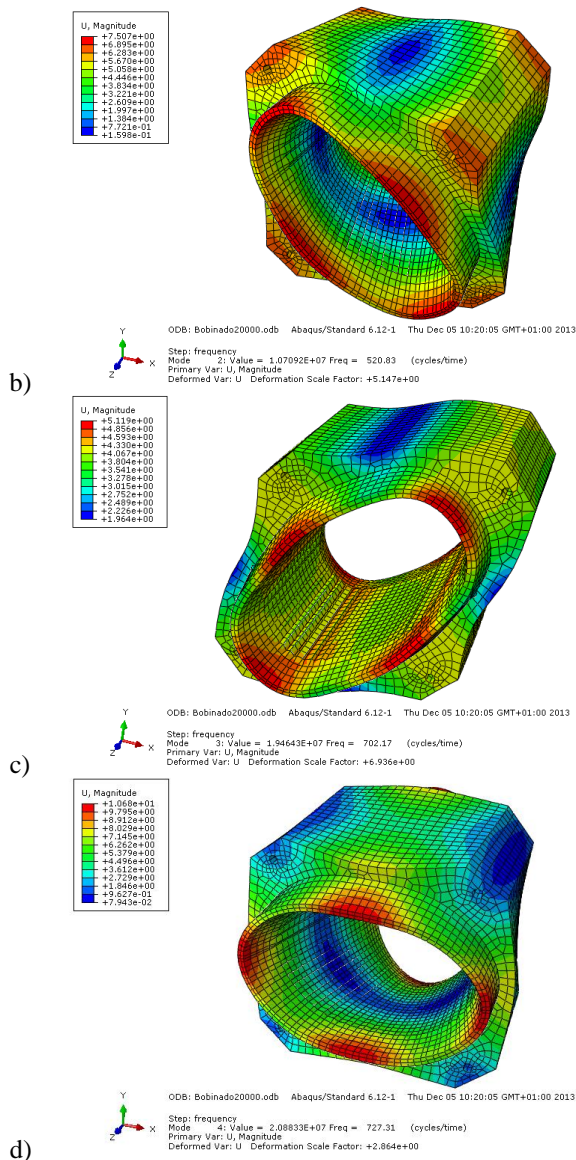 U, Magnitude
+7.507e+00
+6.895e+00
+6.283e+00
+5.670e+00
+5.058e+00
+4.446e+00
+3.834e+00
+3.221e+00
+2.609e+00
+1.997e+00
+1.384e+00
+7.721e-01
+1.598e-01
Y
Z X
ODB: Bobinado20000.odb Abaqus/Standard 6.12-1 Thu Dec 05 10:20:05 GMT+01:00 2013
Step: frequency
Mode 2: Value = 1.07092E+07 Freq = 520.83 (cycles/time)
Primary Var: U, Magnitude
Deformed Var: U Deformation Scale Factor: +5.147e+00
b)
U, Magnitude
+5.119e+00
+4.856e+00
+4.593e+00
+4.330e+00
+4.067e+00
+3.804e+00
+3.541e+00
+3.278e+00
+3.015e+00
+2.752e+00
+2.489e+00
+2.226e+00
+1.964e+00
Y
Z X
ODB: Bobinado20000.odb Abaqus/Standard 6.12-1 Thu Dec 05 10:20:05 GMT+01:00 2013
Step: frequency
Mode 3: Value = 1.94643E+07 Freq = 702.17 (cycles/time)
Primary Var: U, Magnitude
Deformed Var: U Deformation Scale Factor: +6.936e+00
c)
U, Magnitude
+1.068e+01
+9.795e+00
+8.912e+00
+8.029e+00
+7.145e+00
+6.262e+00
+5.379e+00
+4.496e+00
+3.612e+00
+2.729e+00
+1.846e+00
+9.627e-01
+7.943e-02
Y
Z X
ODB: Bobinado20000.odb Abaqus/Standard 6.12-1 Thu Dec 05 10:20:05 GMT+01:00 2013
Step: frequency
Mode 4: Value = 2.08833E+07 Freq = 727.31 (cycles/time)
Primary Var: U, Magnitude
Deformed Var: U Deformation Scale Factor: +2.864e+00
d)